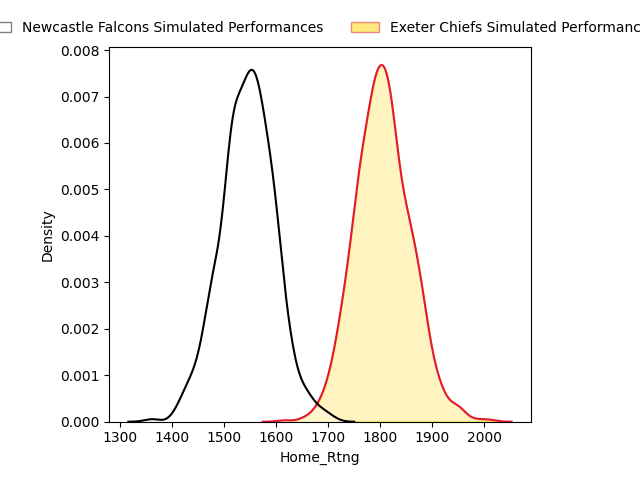 Newcastle Falcons Simulated Performances Exeter Chiefs Simulated Performanc
0.008
0.007
0.006
0.005
0.004
0.003
0.002
0.001
0.000
Density
1300 1400 1500 1600 1700 1800 1900 2000
Home_Rtng